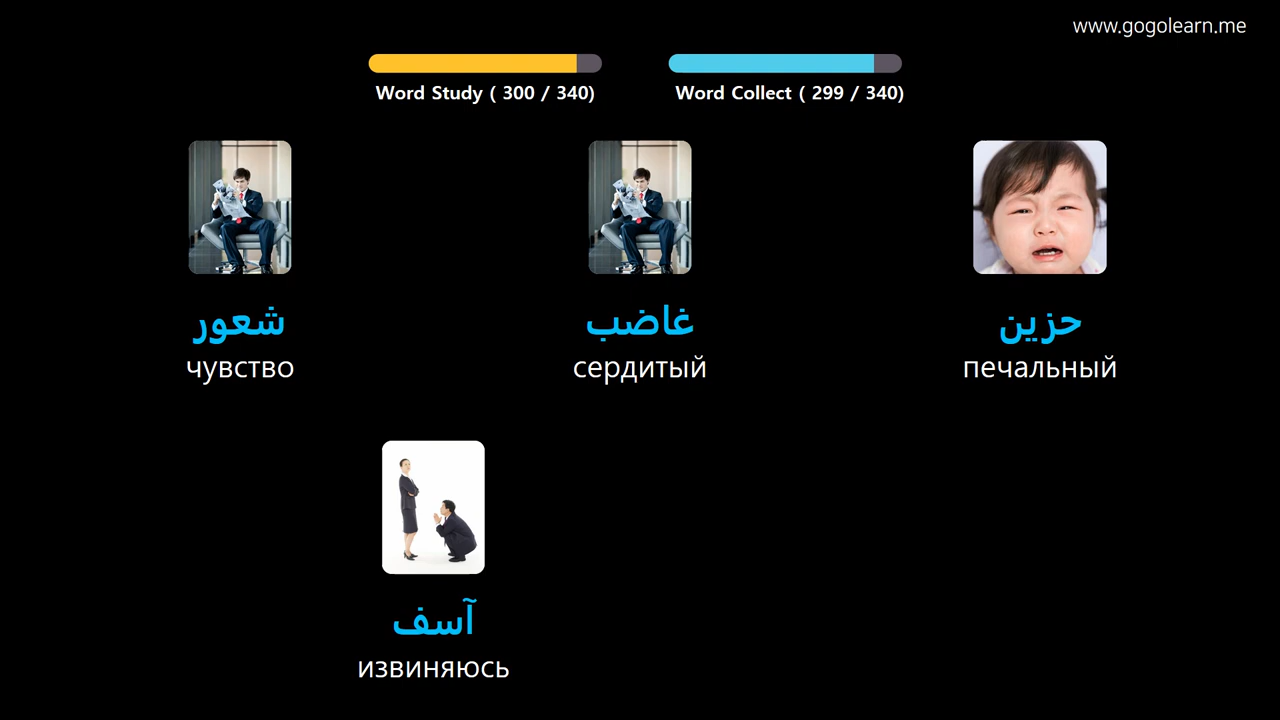 www.gogolearn.me
Word Study ( 300 / 340)
Word Collect ( 299 / 340)
شعور
чувство
غاضب
сердитый
حزين
печальный
آسف
извиняюсь